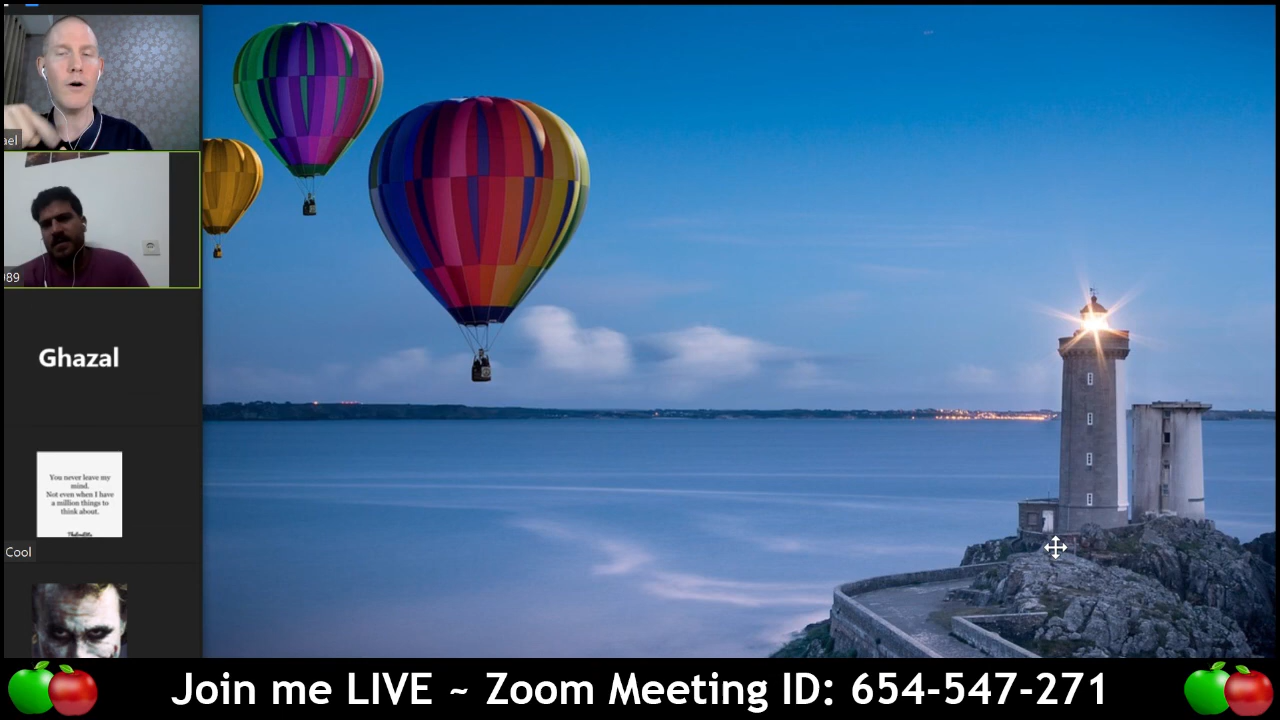 ael
989
Ghazal
You never leave my
mind.
Not even when I have
a million things to
think about.
Cool
Join me LIVE ~ Zoom Meeting ID: 654-547-271